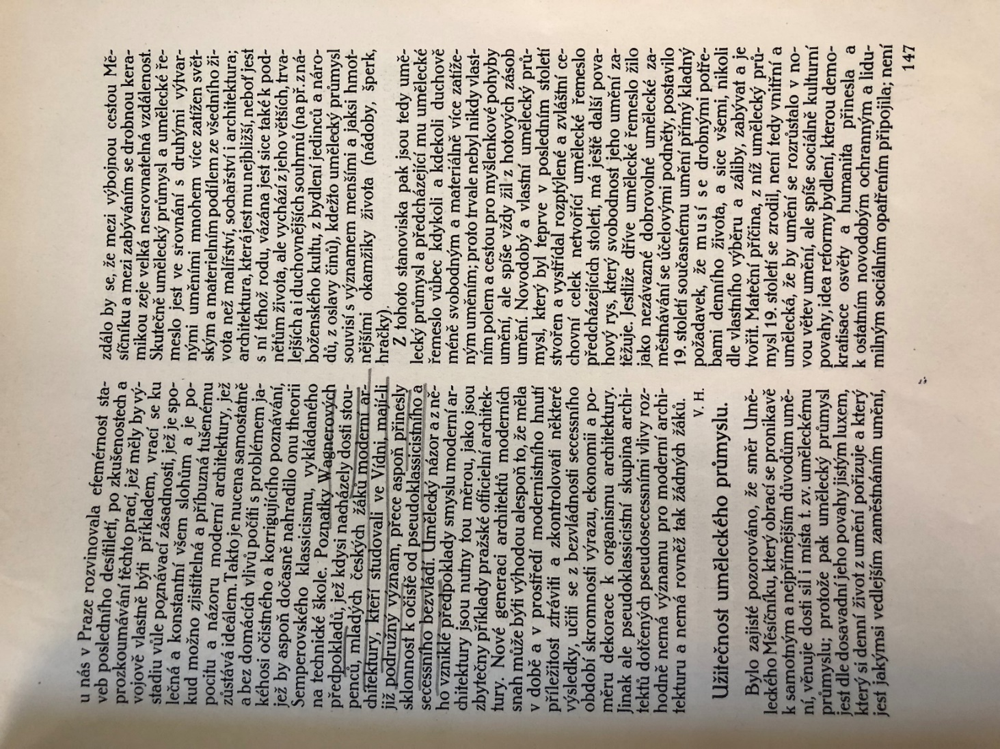 u nás v Praze rozvinovala efemérnost sta-
veb posledního desítiletí, po zkušenostech a
prozkoumávání těchto prací, jež měly by vý-
vojově vlastně býti příkladem, vrací se ku
stadiu vůle poznávací zásadnosti, jež je spo-
lečná a konstantní všem slohům a je po-
kud možno zjistitelná a příbuzná tušenému
pocitu a názoru moderní architektury, jež
zůstává ideálem. Takto je nucena samostatně
a bez domácích vlivů počíti s problémem ja-
kéhosi očistného a korrigujícího poznávání,
jež by aspoň dočasně nahradilo onu theorii
Semperovského klassicismu, vykládaného
na technické škole. Poznatky Wagnerových
předpokladů, jež kdysi nacházely dosti stou-
penců, mladých českých žáků moderní ar-
chitektury, kteří studovali ve Vídni, mají-li
již podružný význam, přece aspoň přinesly
sklonnost k očistě od pseudoklassicistního a
secessního bezvládí. Umělecký názor a z ně-
ho vzniklé předpoklady smyslu moderní ar-
chitektury jsou nutny tou měrou, jako jsou
zbytečny příklady pražské officielní architek-
tury. Nové generaci architektů moderních
snah může býti výhodou alespoň to, že měla
v době a v prostředí modernistního hnutí
příležitost ztráviti a zkontrolovati některé
výsledky, učiti se z bezvládnosti secessního
období skromnosti výrazu, ekonomii a po-
měru dekorace k organismu architektury.
Jinak ale pseudoklassicistní skupina archi-
tektů dotčených pseudosecessními vlivy roz-
hodně nemá významu pro moderní archi-
tekturu a nemá rovněž tak žádných žáků.
V. H.
Užitečnost uměleckého průmyslu.
Bylo zajisté pozorováno, že směr Umě-
leckého Měsíčníku, který obrací se pronikavě
k samotným a nejpřímějším důvodům umě-
ní, věnuje dosti sil i místa t. zv. uměleckému
průmyslu; protože pak umělecký průmysl
jest dle dosavadní jeho povahy jistým luxem,
který si denní život z umění pořizuje a který
jest jakýmsi vedlejším zaměstnáním umění,
zdálo by se, že mezi výbojnou cestou Mě-
síčníku a mezi zabýváním se drobnou kera-
mikou zeje velká nesrovnatelná vzdálenost.
Skutečně umělecký průmysl a umělecké ře-
meslo jest ve srovnání s druhými výtvar-
nými uměními mnohem více zatížen svět-
ským a materielním podílem ze všedního ži-
vota než malířství, sochařství i architektura;
architektura, která jest mu nejbližší, neboť jest
s ní téhož rodu, vázána jest sice také k pod-
nětům života, ale vychází z jeho větších, trva-
lejších a i duchovnějších souhrnů (na př. z ná-
boženského kultu, z bydlení jedinců a náro-
dů, z oslavy činů), kdežto umělecký průmysl
souvisí s významem menšími a jaksi hmot-
nějšími okamžiky života (nádoby, šperk,
hračky).
Z tohoto stanoviska pak jsou tedy umě-
lecký průmysl a předcházející mu umělecké
řemeslo vůbec kdykoli a kdekoli duchově
méně svobodným a materiálně více zatíže-
ným uměním; proto trvale nebyl nikdy vlast-
ním polem a cestou pro myšlenkové pohyby
umění, ale spíše vždy žil z hotových zásob
umění. Novodobý a vlastní umělecký prů-
mysl, který byl teprve v posledním století
stvořen a vystřídal rozptýlené a zvláštní ce-
chovní celek netvořící umělecké řemeslo
předcházejících století, má ještě další pova-
hový rys, který svobodnost jeho umění za-
těžuje. Jestliže dříve umělecké řemeslo žilo
jako nezávazné dobrovolné umělecké za-
městnávání se účelovými podněty, postavilo
19. století současnému umění přímý kladný
požadavek, že musí se drobnými potře-
bami denního života, a sice všemi, nikoli
dle vlastního výběru a záliby, zabývat a je
tvořit. Mateční příčina, z níž umělecký prů-
mysl 19. století se zrodil, není tedy vnitřní a
umělecká, že by umění se rozrůstalo v no-
vou větev umění, ale spíše sociálně kulturní
povahy, idea reformy bydlení, kterou demo-
kratisace osvěty a humanita přinesla a
k ostatním novodobým ochranným a lidu-
milným sociálním opatřením připojila; není
147